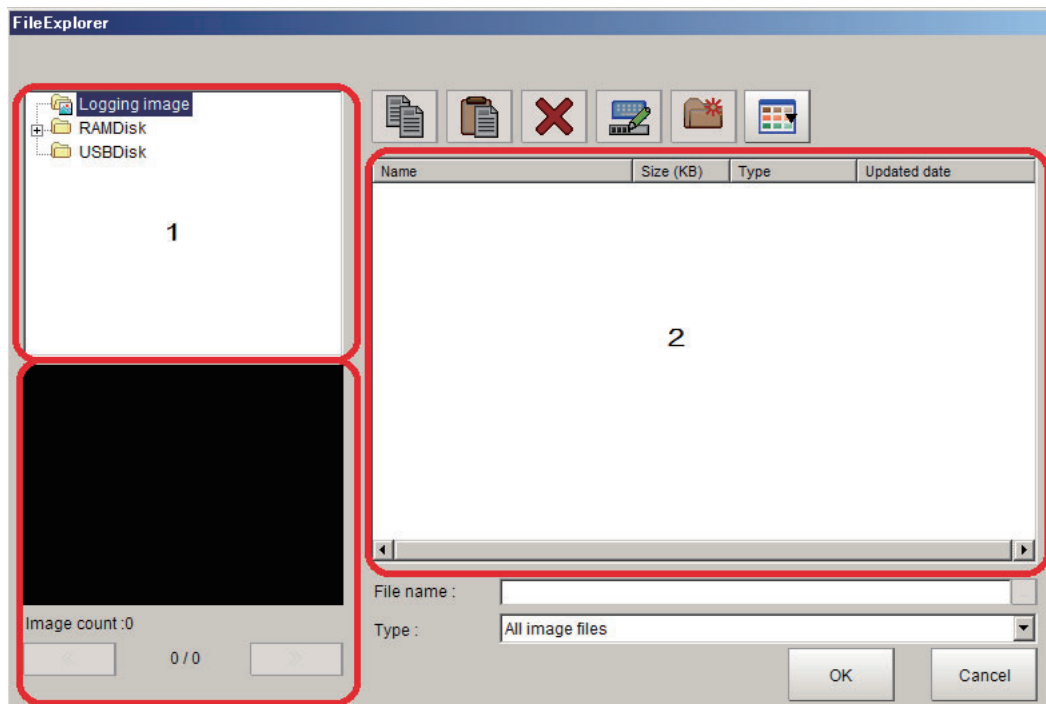 FileExplorer
Logging image
RAMDisk
USBDisk
1
Name Size (KB) Type Updated date
2
File name :
Image count :0
Type : All image files
« 0 / 0 »
OK Cancel